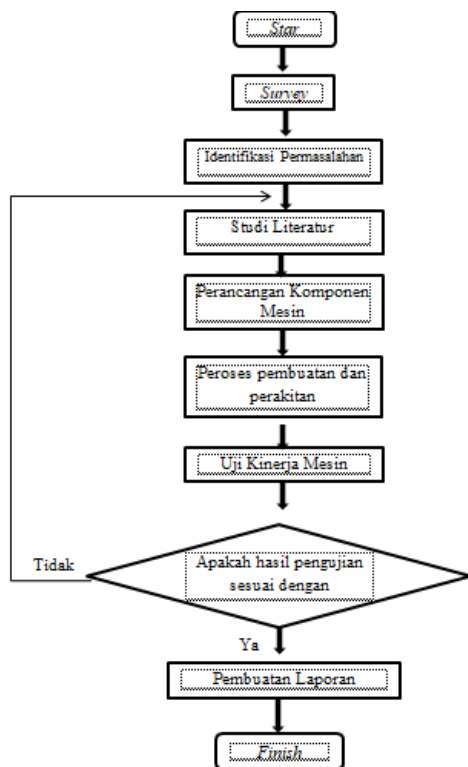 Star
Survey
Identifikasi Permasalahan
Studi Literatur
Perancangan Komponen
Mesin
Peroses pembuatan dan
perakitan
Uji Kinerja Mesin
Apakah hasil pengujian
sesuai dengan
Tidak
Ya
Pembuatan Laporan
Finish